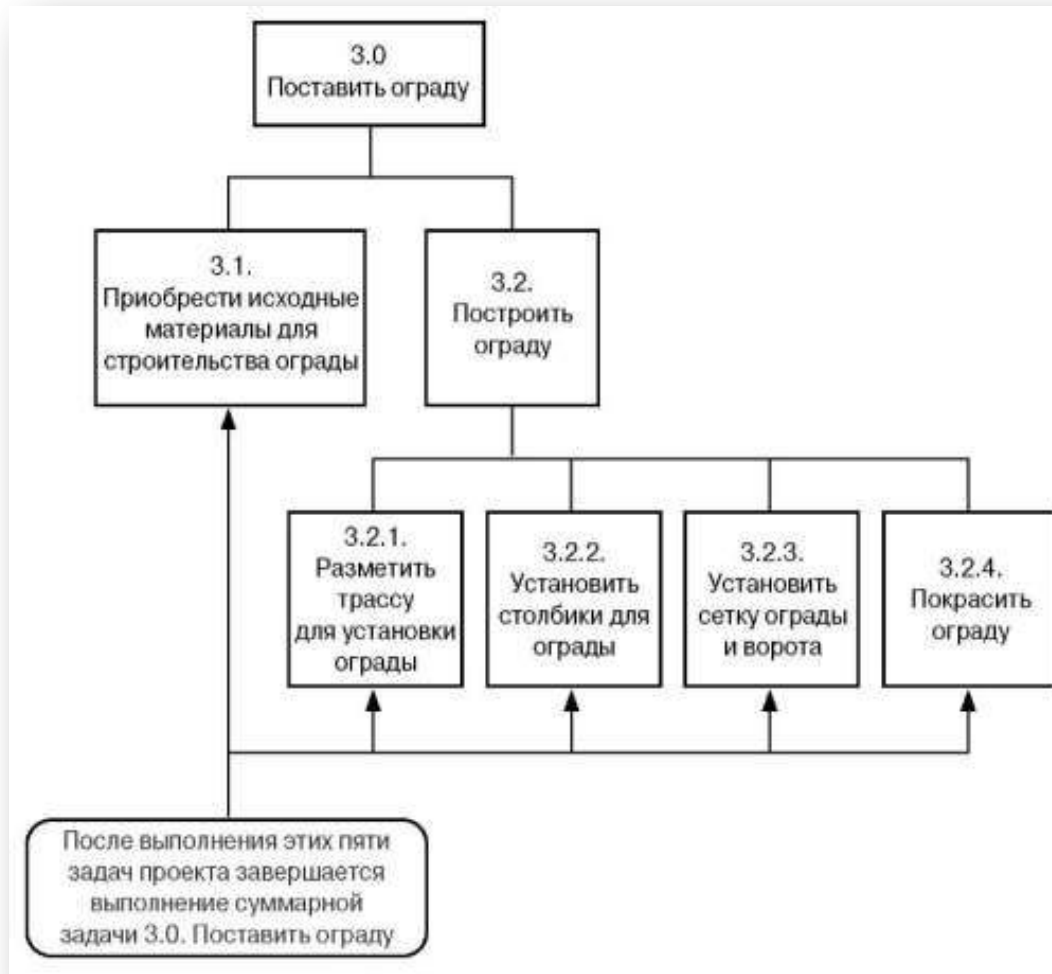 3.0
Поставить ограду
3.1.
Приобрести исходные
материалы для
строительства ограды
3.2.
Построить
ограду
3.2.1.
Разметить
трассу
для установки
ограды
3.2.2.
Установить
столбики для
ограды
3.2.3.
Установить
сетку ограды
и ворота
3.2.4.
Покрасить
ограду
После выполнения этих пяти
задач проекта завершается
выполнение суммарной
задачи 3.0. Поставить ограду